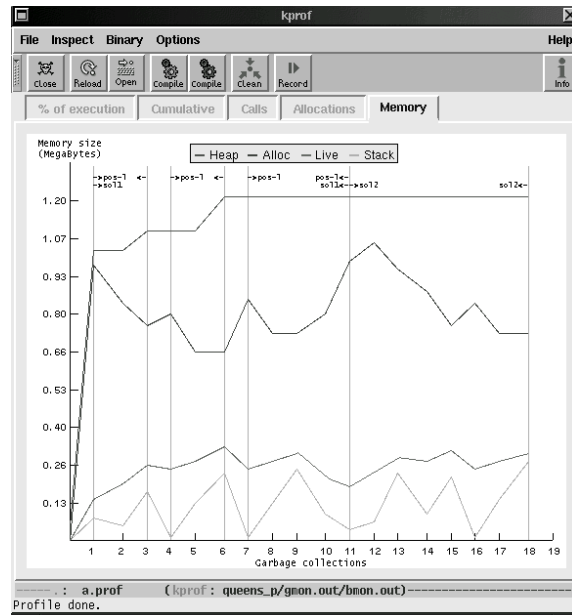 kprof
File Inspect Binary Options Help
Close Reload Open Compile Compile Clean Record Info
% of execution Cumulative Calls Allocations Memory
Memory size
(MegaBytes)
Heap Alloc Live Stack
->pos-1 <- ->pos-1 <- ->pos-1 pos-1<-
->sol1 sol1<-->sol2 sol2<-
1.20
1.07
0.93
0.80
0.66
0.53
0.40
0.26
0.13
1 2 3 4 5 6 7 8 9 10 11 12 13 14 15 16 17 18 19
Garbage collections
-----.: a.prof (kprof: queens_p/gmon.out/bmon.out)--------------------
Profile done.